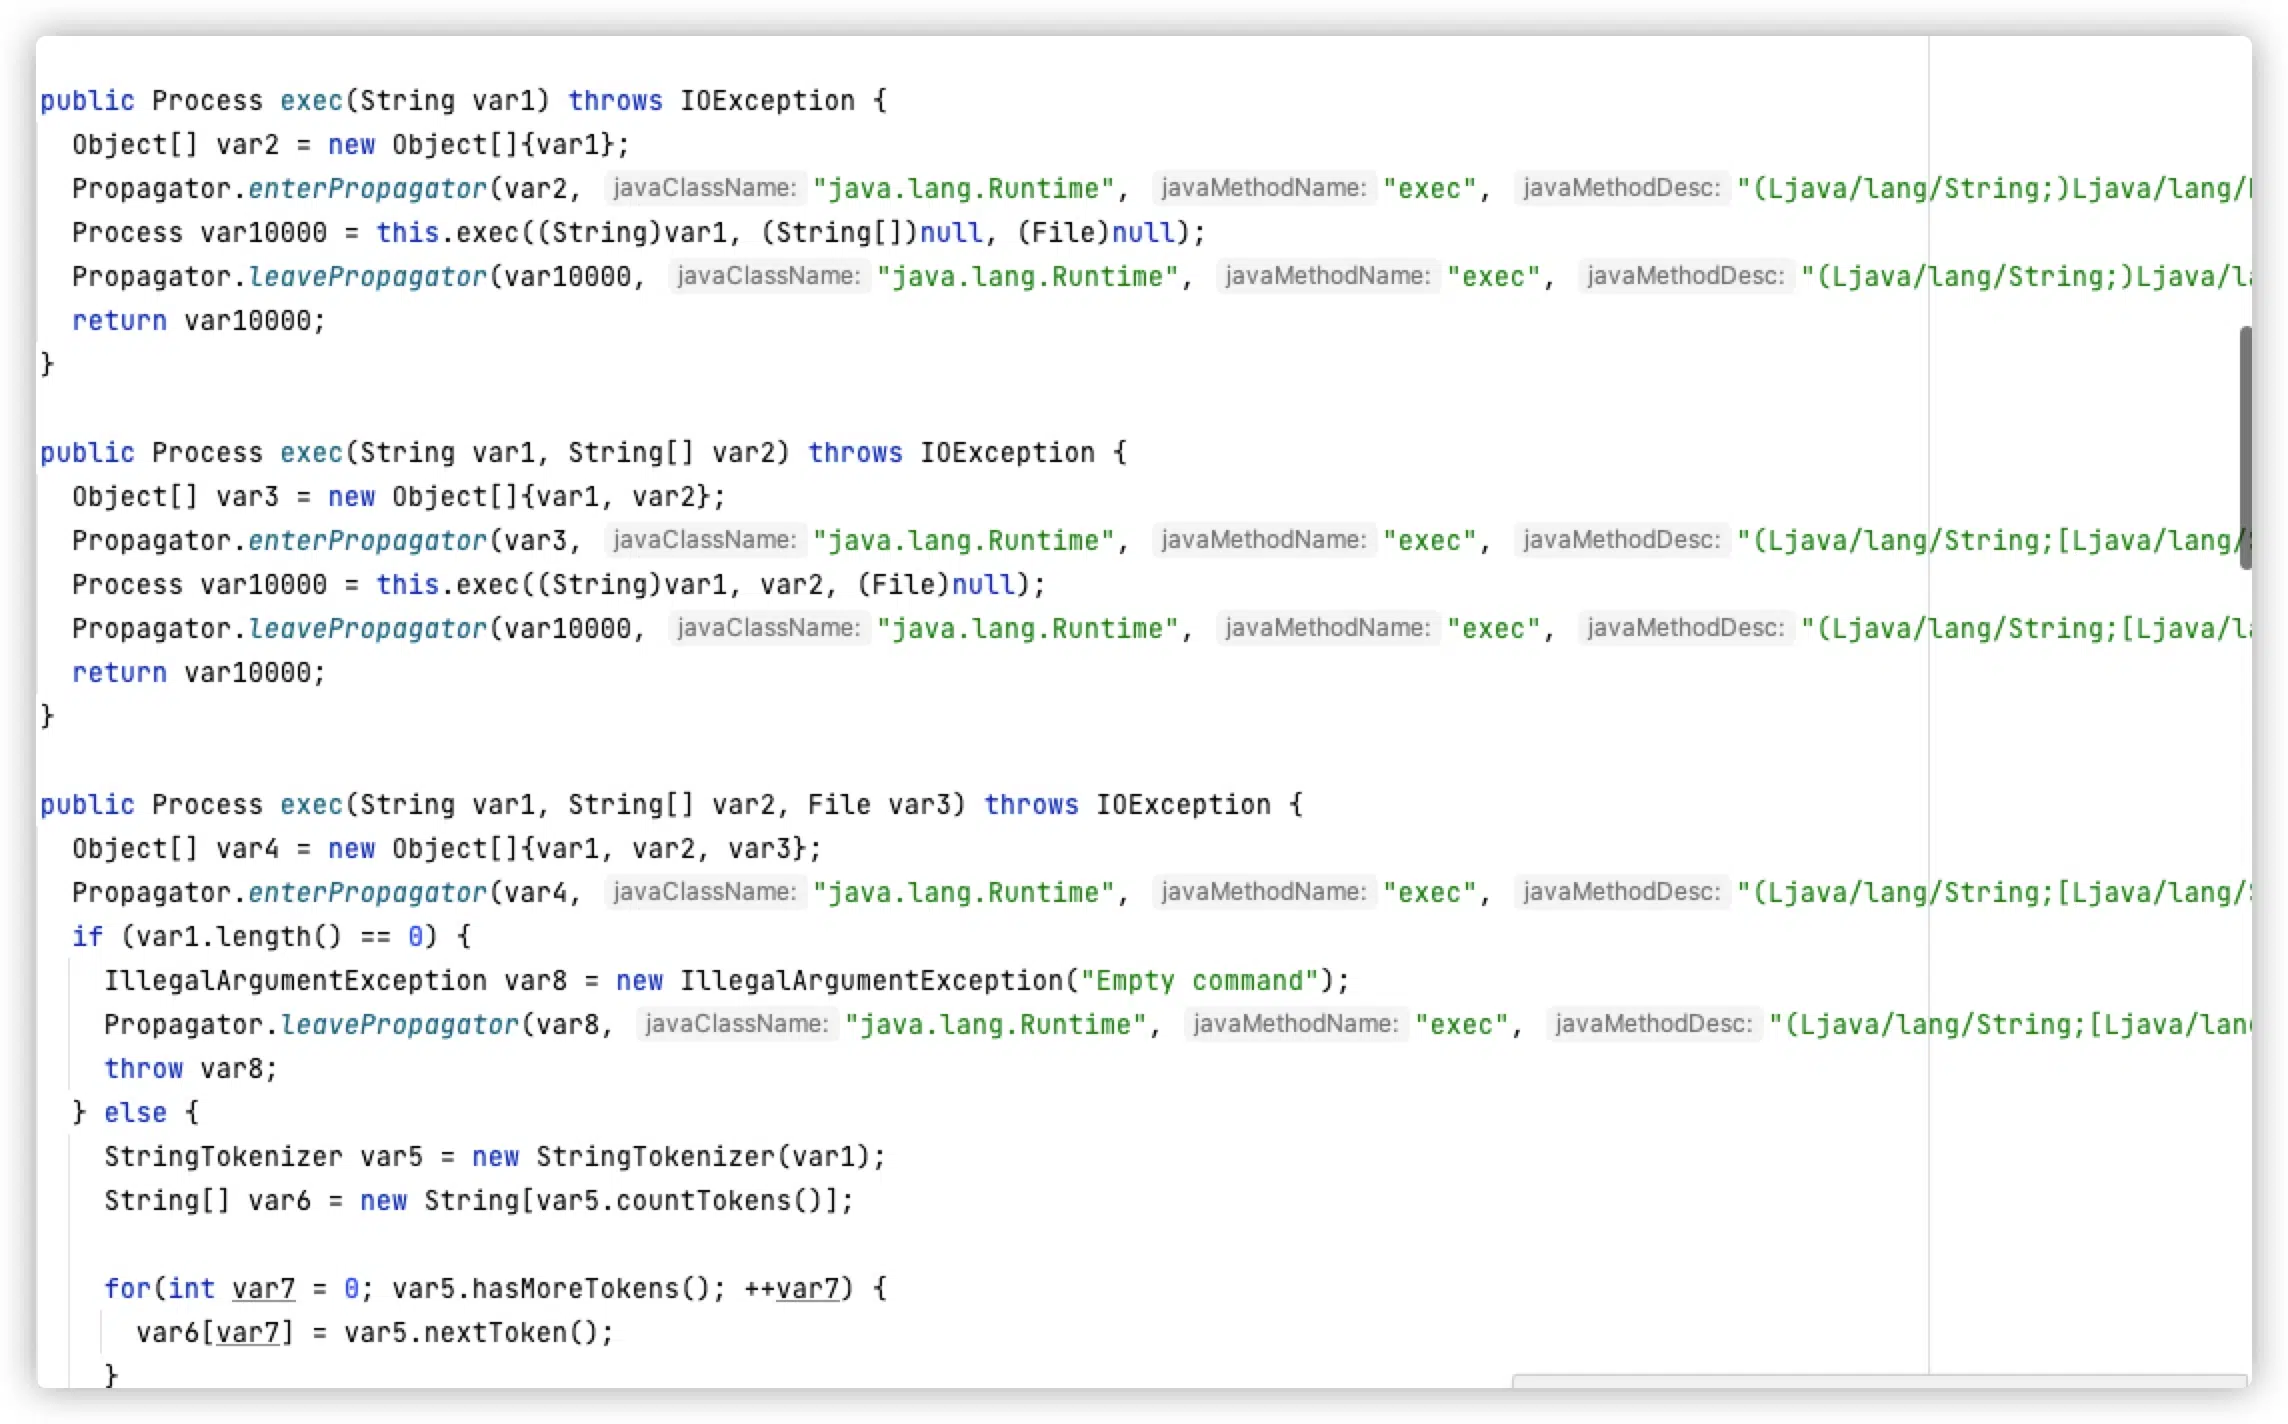 public Process exec(String var1) throws IOException {
Object[] var2 = new Object[]{var1};
Propagator.enterPropagator(var2, javaClassName: "java.lang.Runtime", javaMethodName: "exec", javaMethodDesc: "(Ljava/lang/String;)Ljava/lang/
Process var10000 = this.exec((String)var1, (String[])null, (File)null);
Propagator.leavePropagator(var10000, javaClassName: "java.lang.Runtime", javaMethodName: "exec", javaMethodDesc: "(Ljava/lang/String;)Ljava/la
return var10000;
}
public Process exec(String var1, String[] var2) throws IOException {
Object[] var3 = new Object[]{var1, var2};
Propagator.enterPropagator(var3, javaClassName: "java.lang.Runtime", javaMethodName: "exec", javaMethodDesc: "(Ljava/lang/String;[Ljava/lang/
Process var10000 = this.exec((String)var1, var2, (File)null);
Propagator.leavePropagator(var10000, javaClassName: "java.lang.Runtime", javaMethodName: "exec", javaMethodDesc: "(Ljava/lang/String;[Ljava/la
return var10000;
}
public Process exec(String var1, String[] var2, File var3) throws IOException {
Object[] var4 = new Object[]{var1, var2, var3};
Propagator.enterPropagator(var4, javaClassName: "java.lang.Runtime", javaMethodName: "exec", javaMethodDesc: "(Ljava/lang/String;[Ljava/lang/
if (var1.length() == 0) {
IllegalArgumentException var8 = new IllegalArgumentException("Empty command");
Propagator.leavePropagator(var8, javaClassName: "java.lang.Runtime", javaMethodName: "exec", javaMethodDesc: "(Ljava/lang/String;[Ljava/lan
throw var8;
} else {
StringTokenizer var5 = new StringTokenizer(var1);
String[] var6 = new String[var5.countTokens()];
for(int var7 = 0; var5.hasMoreTokens(); ++var7) {
var6[var7] = var5.nextToken();
}